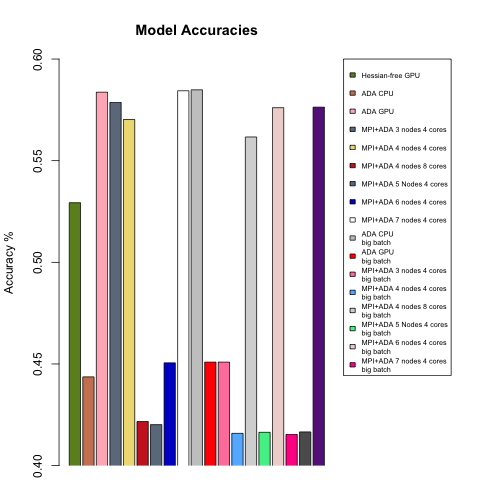 Model Accuracies
Accuracy %
0.60
0.55
0.50
0.45
0.40
Hessian-free GPU
ADA CPU
ADA GPU
MPI+ADA 3 nodes 4 cores
MPI+ADA 4 nodes 4 cores
MPI+ADA 4 nodes 8 cores
MPI+ADA 5 Nodes 4 cores
MPI+ADA 6 nodes 4 cores
MPI+ADA 7 nodes 4 cores
ADA CPU
big batch
ADA GPU
big batch
MPI+ADA 3 nodes 4 cores
big batch
MPI+ADA 4 nodes 4 cores
big batch
MPI+ADA 4 nodes 8 cores
big batch
MPI+ADA 5 Nodes 4 cores
big batch
MPI+ADA 6 nodes 4 cores
big batch
MPI+ADA 7 nodes 4 cores
big batch